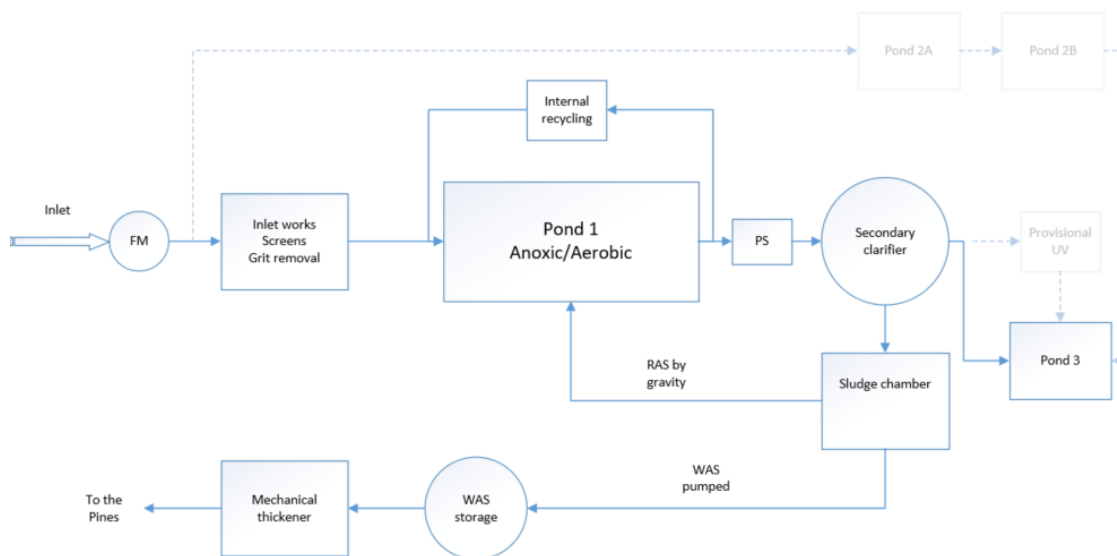 Pond 2A
Pond 2B
Internal
recycling
Inlet
FM
Inlet works
Screens
Grit removal
Pond 1
Anoxic/Aerobic
PS
Secondary
clarifier
Provisional
UV
RAS by
gravity
Sludge chamber
Pond 3
To the
Pines
Mechanical
thickener
WAS
storage
WAS
pumped